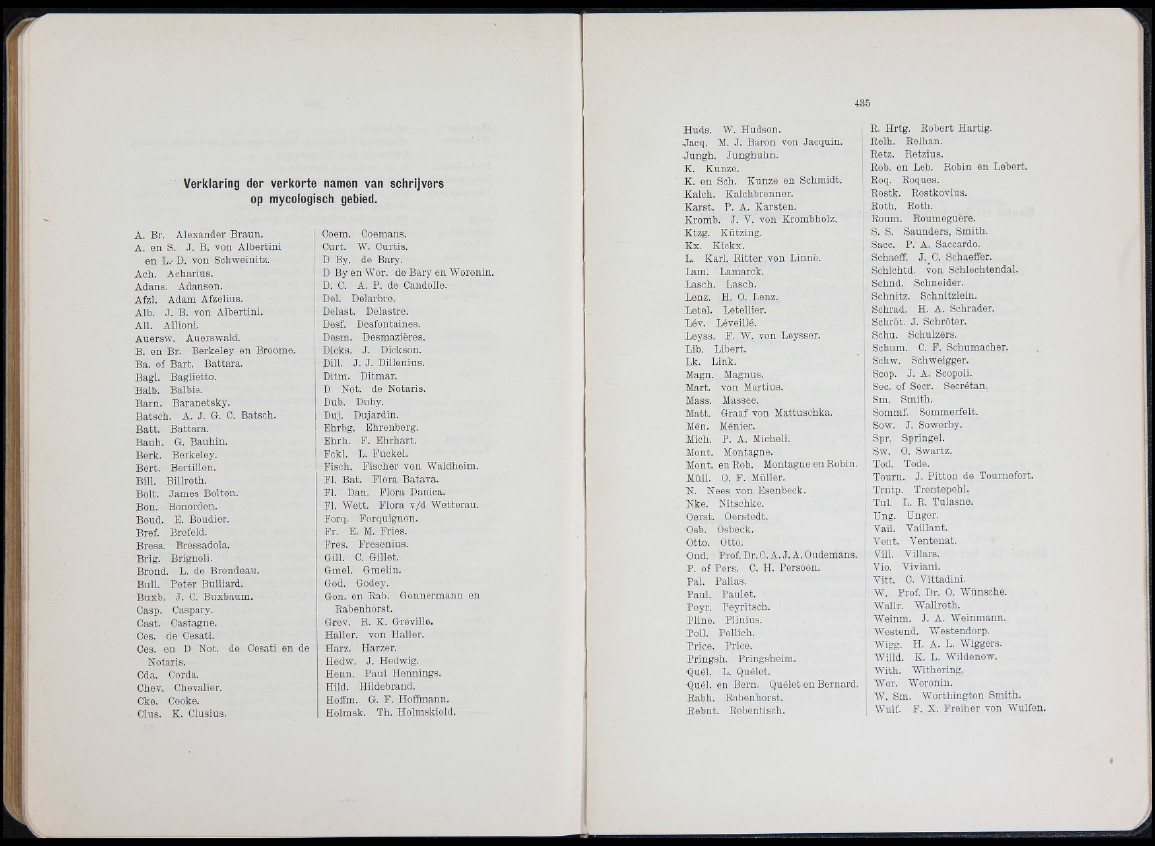 Verklaring der verkorte namen van schrijvers
op mycologisch gebied.
A. Br. Alexander Braun.
A. en S. J. B. von Albertini
en L. D. von Schweinitz.
Ach. Acharius.
Adans. Adanson.
Afzl. Adam Afzelius.
Alb. J. B. von Albertini.
All. Allioni.
Auersw. Auerswald.
B. en Br. Berkeley en Broome.
Ba. of Bart. Battara.
Bagl. Baglietto.
Balb. Balbis.
Barn. Baranetsky.
Batsch. A. J. G. C. Batsch.
Batt. Battara.
Bauh. G. Bauhin.
Berk. Berkeley.
Bert. Bertillon.
Bill. Billroth.
Bolt. James Bolton.
Bon. Bonorden.
Boud. E. Boudier.
Bref. Brefeld.
Bress. Bressadola.
Brig. Brignoli.
Brond. L. de Brondeau.
Bull. Peter Bulliard.
Buxb. J. C. Buxbaum.
Casp. Caspary.
Cast. Castagne.
Ces. de Cesati.
Ces. en D Not. de Cesati en de
Notaris.
Cda. Corda.
Chev. Chevalier.
Cke. Cooke.
Clus. K. Clusius.
Coem. Coemans.
Curt. W. Curtis.
D By. de Bary.
D By en Wor. de Bary en Woronin.
D. C. A. P. de Candolle.
Del. Delarbre.
Delast. Delastre.
Desf. Desfontaines.
Desm. Desmazières.
Dicks. J. Dickson.
Dill. J. J. Dillenius.
Ditm. Ditmar.
D Not. de Notaris.
Dub. Duby.
Duj. Dujardin.
Ehrbg. Ehrenberg.
Ehrh. F. Ehrhart.
Fckl. L. Fuckel.
Fisch. Fischer von Waldheim.
Fl. Bat. Flora Batava.
Fl. Dan. Flora Danica.
Fl. Wett. Flora v/d Wetterau.
Forq. Forquignon.
Fr. E. M. Fries.
Fres. Fresenius.
Gill. C. Gillet.
Gmel. Gmelin.
God. Godey.
Gon. en Rab. Gonnermann en
Rabenhorst.
Grev. R. K. Greville.
Haller. von Haller.
Harz. Harzer.
Hedw. J. Hedwig.
Henn. Paul Hennings.
Hild. Hildebrand.
Hoffm. G. F. Hoffmann.
Holmsk. Th. Holmskiold.
435
Huds. W. Hudson.
Jacq. M. J. Baron von Jacquin.
Jungh. Junghuhn.
K. Kunze.
K. en Sch. Kunze en Schmidt.
Kalch. Kalchbrenner.
Karst. P. A. Karsten.
Kromb. J. V. von Krombholz.
Ktzg. Kützing.
Kx. Kickx.
L. Karl. Ritter von Linné.
Lam. Lamarck.
Lasch. Lasch.
Lenz. H. O. Lenz.
Letel. Letellier.
Lév. Léveillé.
Leyss. F. W. von Leysser.
Lib. Libert.
Lk. Link.
Magn. Magnus.
Mart. von Martius.
Mass. Massee.
Matt. Graaf von Mattuschka.
Mén. Ménier.
Mich. P. A. Micheli.
Mont. Montagne.
Mont. en Rob. Montagne en Robin.
Müll. O. F. Müller.
N. Nees von Esenbeck.
Nke. Nitschke.
Oerst. Oerstedt.
Osb. Osbeck.
Otto. Otto.
Oud. Prof. Dr. C. A. J. A. Oudemans.
P. of Pers. C. H. Persoon.
Pal. Pallas.
Paul. Paulet.
Peyr. Peyritsch.
Pline. Plinius.
Poll. Pollich.
Price. Price.
Pringsh. Pringsheim.
Quél. L. Quélet.
Quél. en Bern. Quélet en Bernard.
Rabh. Rabenhorst.
Rebnt. Rebentisch.
R. Hrtg. Robert Hartig.
Relh. Relhan.
Retz. Retzius.
Rob. en Leb. Robin en Lebert.
Roq. Roques.
Rostk. Rostkovius.
Roth. Roth.
Roum. Roumeguère.
S. S. Saunders, Smith.
Sacc. P. A. Saccardo.
Schaeff. J. C. Schaeffer.
Schlchtd. von Schlechtendal.
Schnd. Schneider.
Schnitz. Schnitzlein.
Schrad. H. A. Schrader.
Schröt. J. Schröter.
Schu. Schulzers.
Schum. C. F. Schumacher.
Schw. Schweigger.
Scop. J. A. Scopoli.
Sec. of Secr. Secrétan.
Sm. Smith.
Sommf. Sommerfelt.
Sow. J. Sowerby.
Spr. Springel.
Sw. O. Swartz.
Tod. Tode.
Tourn. J. Pitton de Tournefort.
Trntp. Trentepohl.
Tul. L. R. Tulasne.
Ung. Unger.
Vail. Vaillant.
Vent. Ventenat.
Vill. Villars.
Viv. Viviani.
Vitt. C. Vittadini.
W. Prof. Dr. O. Wünsche.
Wallr. Wallroth.
Weinm. J. A. Weinmann.
Westend. Westendorp.
Wigg. H. A. L. Wiggers.
Willd. K. L. Wildenow.
With. Withering.
Wor. Woronin.
W. Sm. Worthington Smith.
Wulf. F. X. Freiher von Wulfen.